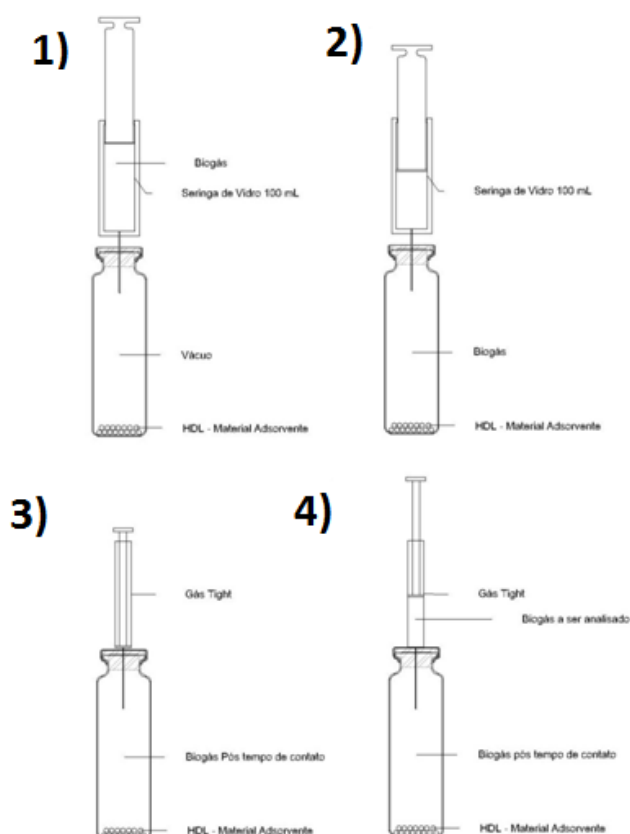 1)
Biogás
Seringa de Vidro 100 mL
Vácuo
HDL - Material Adsorvente
2)
Seringa de Vidro 100 mL
Biogás
HDL - Material Adsorvente
3)
Gás Tight
Biogás Pós tempo de contato
HDL - Material Adsorvente
4)
Gás Tight
Biogás a ser analisado
Biogás pós tempo de contato
HDL - Material Adsorvente